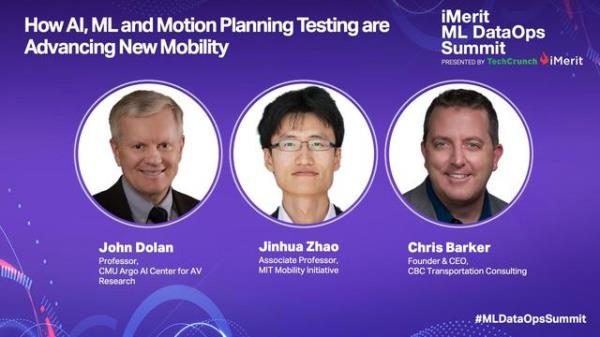 How AI, ML and Motion Planning Testing are
Advancing New Mobility
iMerit
ML DataOps
Summit
PRESENTED BY TechCrunch iMerit
John Dolan
Professor,
CMU Argo AI Center for AV
Research
Jinhua Zhao
Associate Professor,
MIT Mobility Initiative
Chris Barker
Founder & CEO,
CBC Transportation Consulting
#MLDataOpsSummit